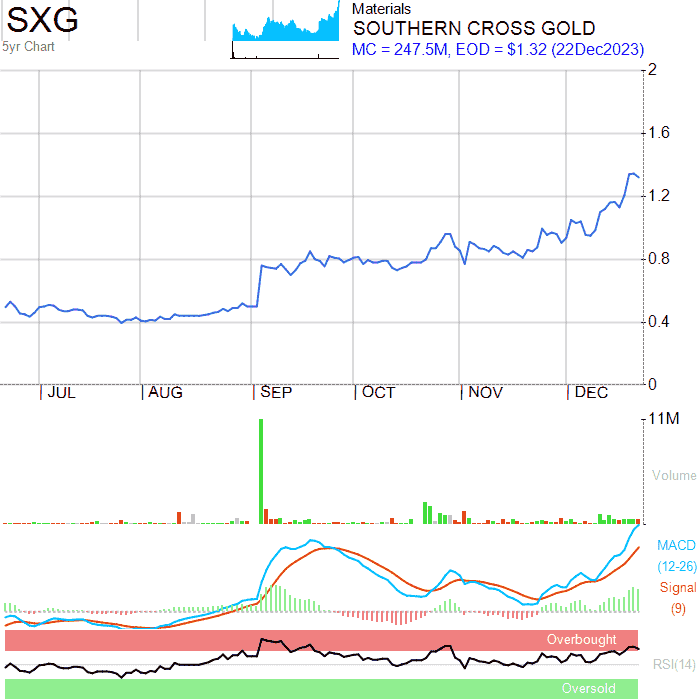 SXG
5yr Chart
Materials
SOUTHERN CROSS GOLD
MC = 247.5M, EOD = $1.32 (22Dec2023)
2
1.6
1.2
0.8
0.4
0
JUL AUG SEP OCT NOV DEC
11M
Volume
MACD
(12-26)
Signal
(9)
Overbought
RSI(14)
Oversold